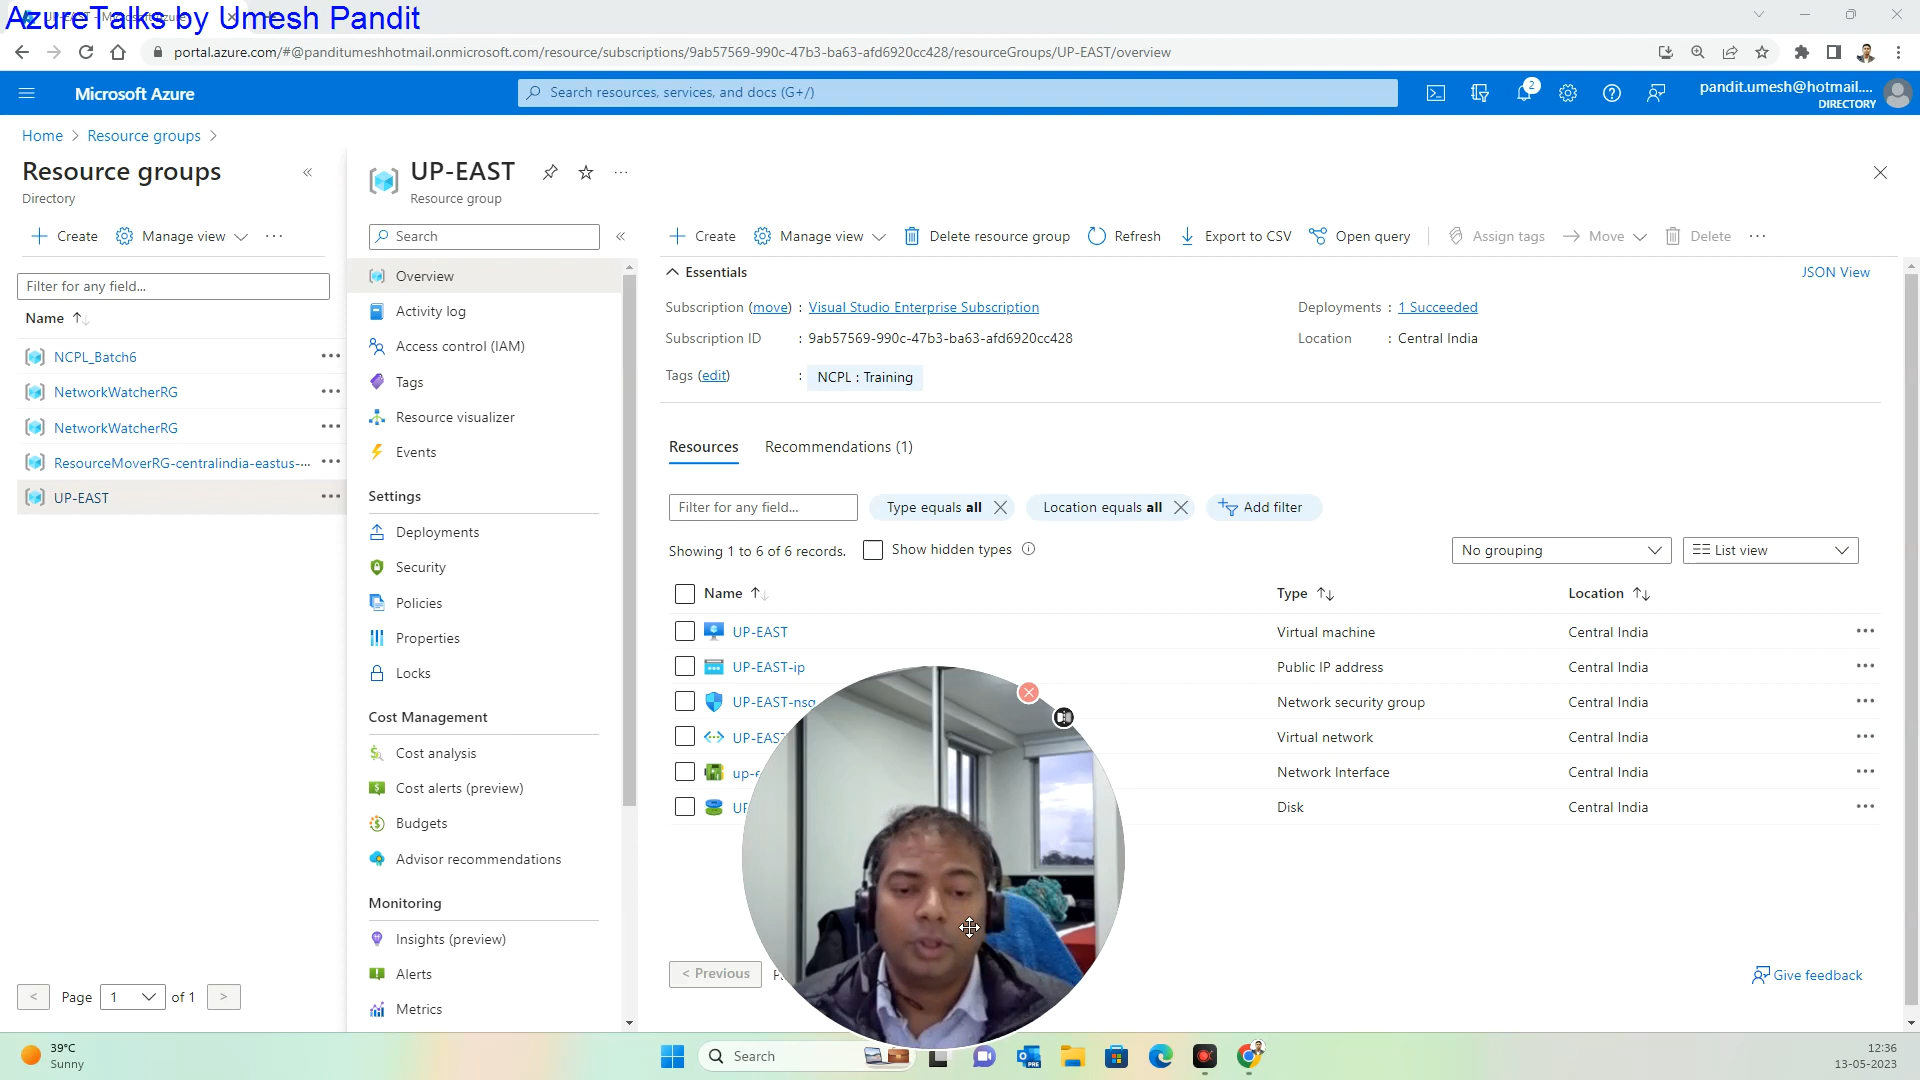 AzureTalks by Umesh Pandit
portal.azure.com/#@panditumeshhotmail.onmicrosoft.com/resource/subscriptions/9ab57569-990c-47b3-ba63-afd6920cc428/resourceGroups/UP-EAST/overview
Microsoft Azure
Search resources, services, and docs (G+/)
2
pandit.umesh@hotmail....
DIRECTORY
Home > Resource groups >
Resource groups
Directory
UP-EAST
Resource group
Create
Manage view
Search
Create
Manage view
Delete resource group
Refresh
Export to CSV
Open query
Assign tags
Move
Delete
Filter for any field...
Name
NCPL_Batch6
NetworkWatcherRG
NetworkWatcherRG
ResourceMoverRG-centralindia-eastus-...
UP-EAST
< Page 1 of 1 >
Overview
Activity log
Access control (IAM)
Tags
Resource visualizer
Events
Settings
Deployments
Security
Policies
Properties
Locks
Cost Management
Cost analysis
Cost alerts (preview)
Budgets
Advisor recommendations
Monitoring
Insights (preview)
Alerts
Metrics
Essentials
JSON View
Subscription (move) : Visual Studio Enterprise Subscription
Deployments : 1 Succeeded
Subscription ID : 9ab57569-990c-47b3-ba63-afd6920cc428
Location : Central India
Tags (edit) : NCPL : Training
Resources Recommendations (1)
Filter for any field... Type equals all Location equals all Add filter
Showing 1 to 6 of 6 records. Show hidden types
No grouping List view
Name Type Location
UP-EAST Virtual machine Central India
UP-EAST-ip Public IP address Central India
UP-EAST-nsg Network security group Central India
Virtual network Central India
Network Interface Central India
Disk Central India
< Previous
Give feedback
39°C
Sunny
Search
12:36
13-05-2023